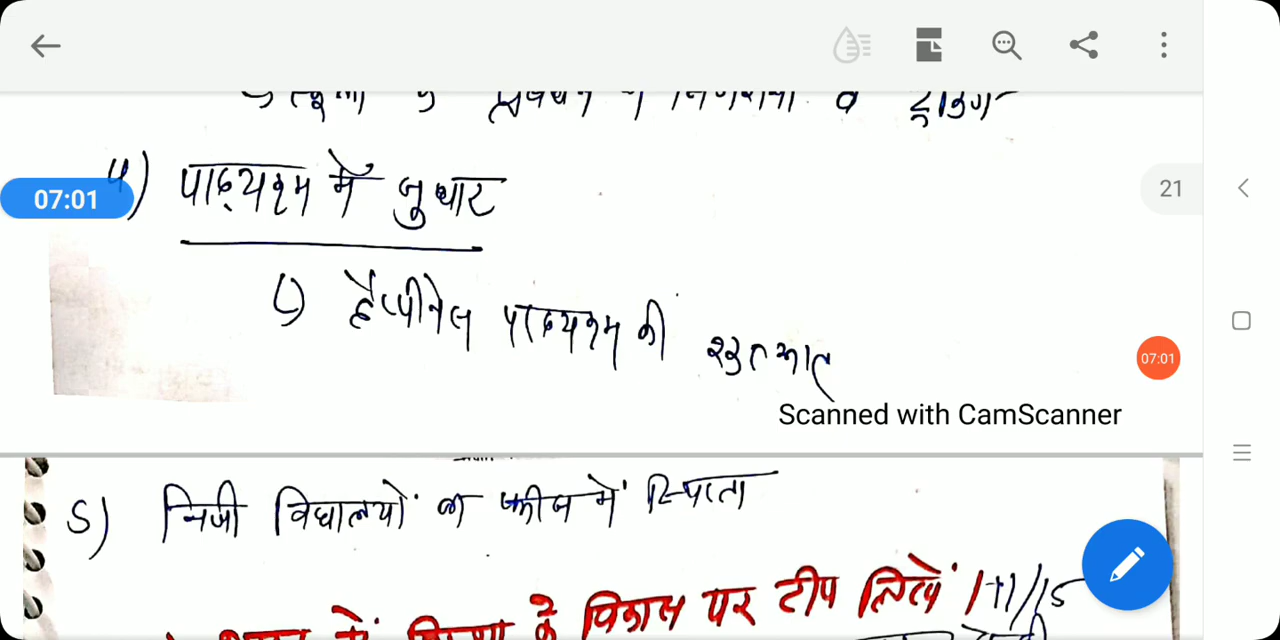 4) पाठ्यक्रम में सुधार
21
07:01
↳ हैप्पीनेस पाठ्यक्रम की शुरुआत
07:01
Scanned with CamScanner
5) निजी विद्यालयों की फीस में स्थिरता
के विकास पर टीप लिखें